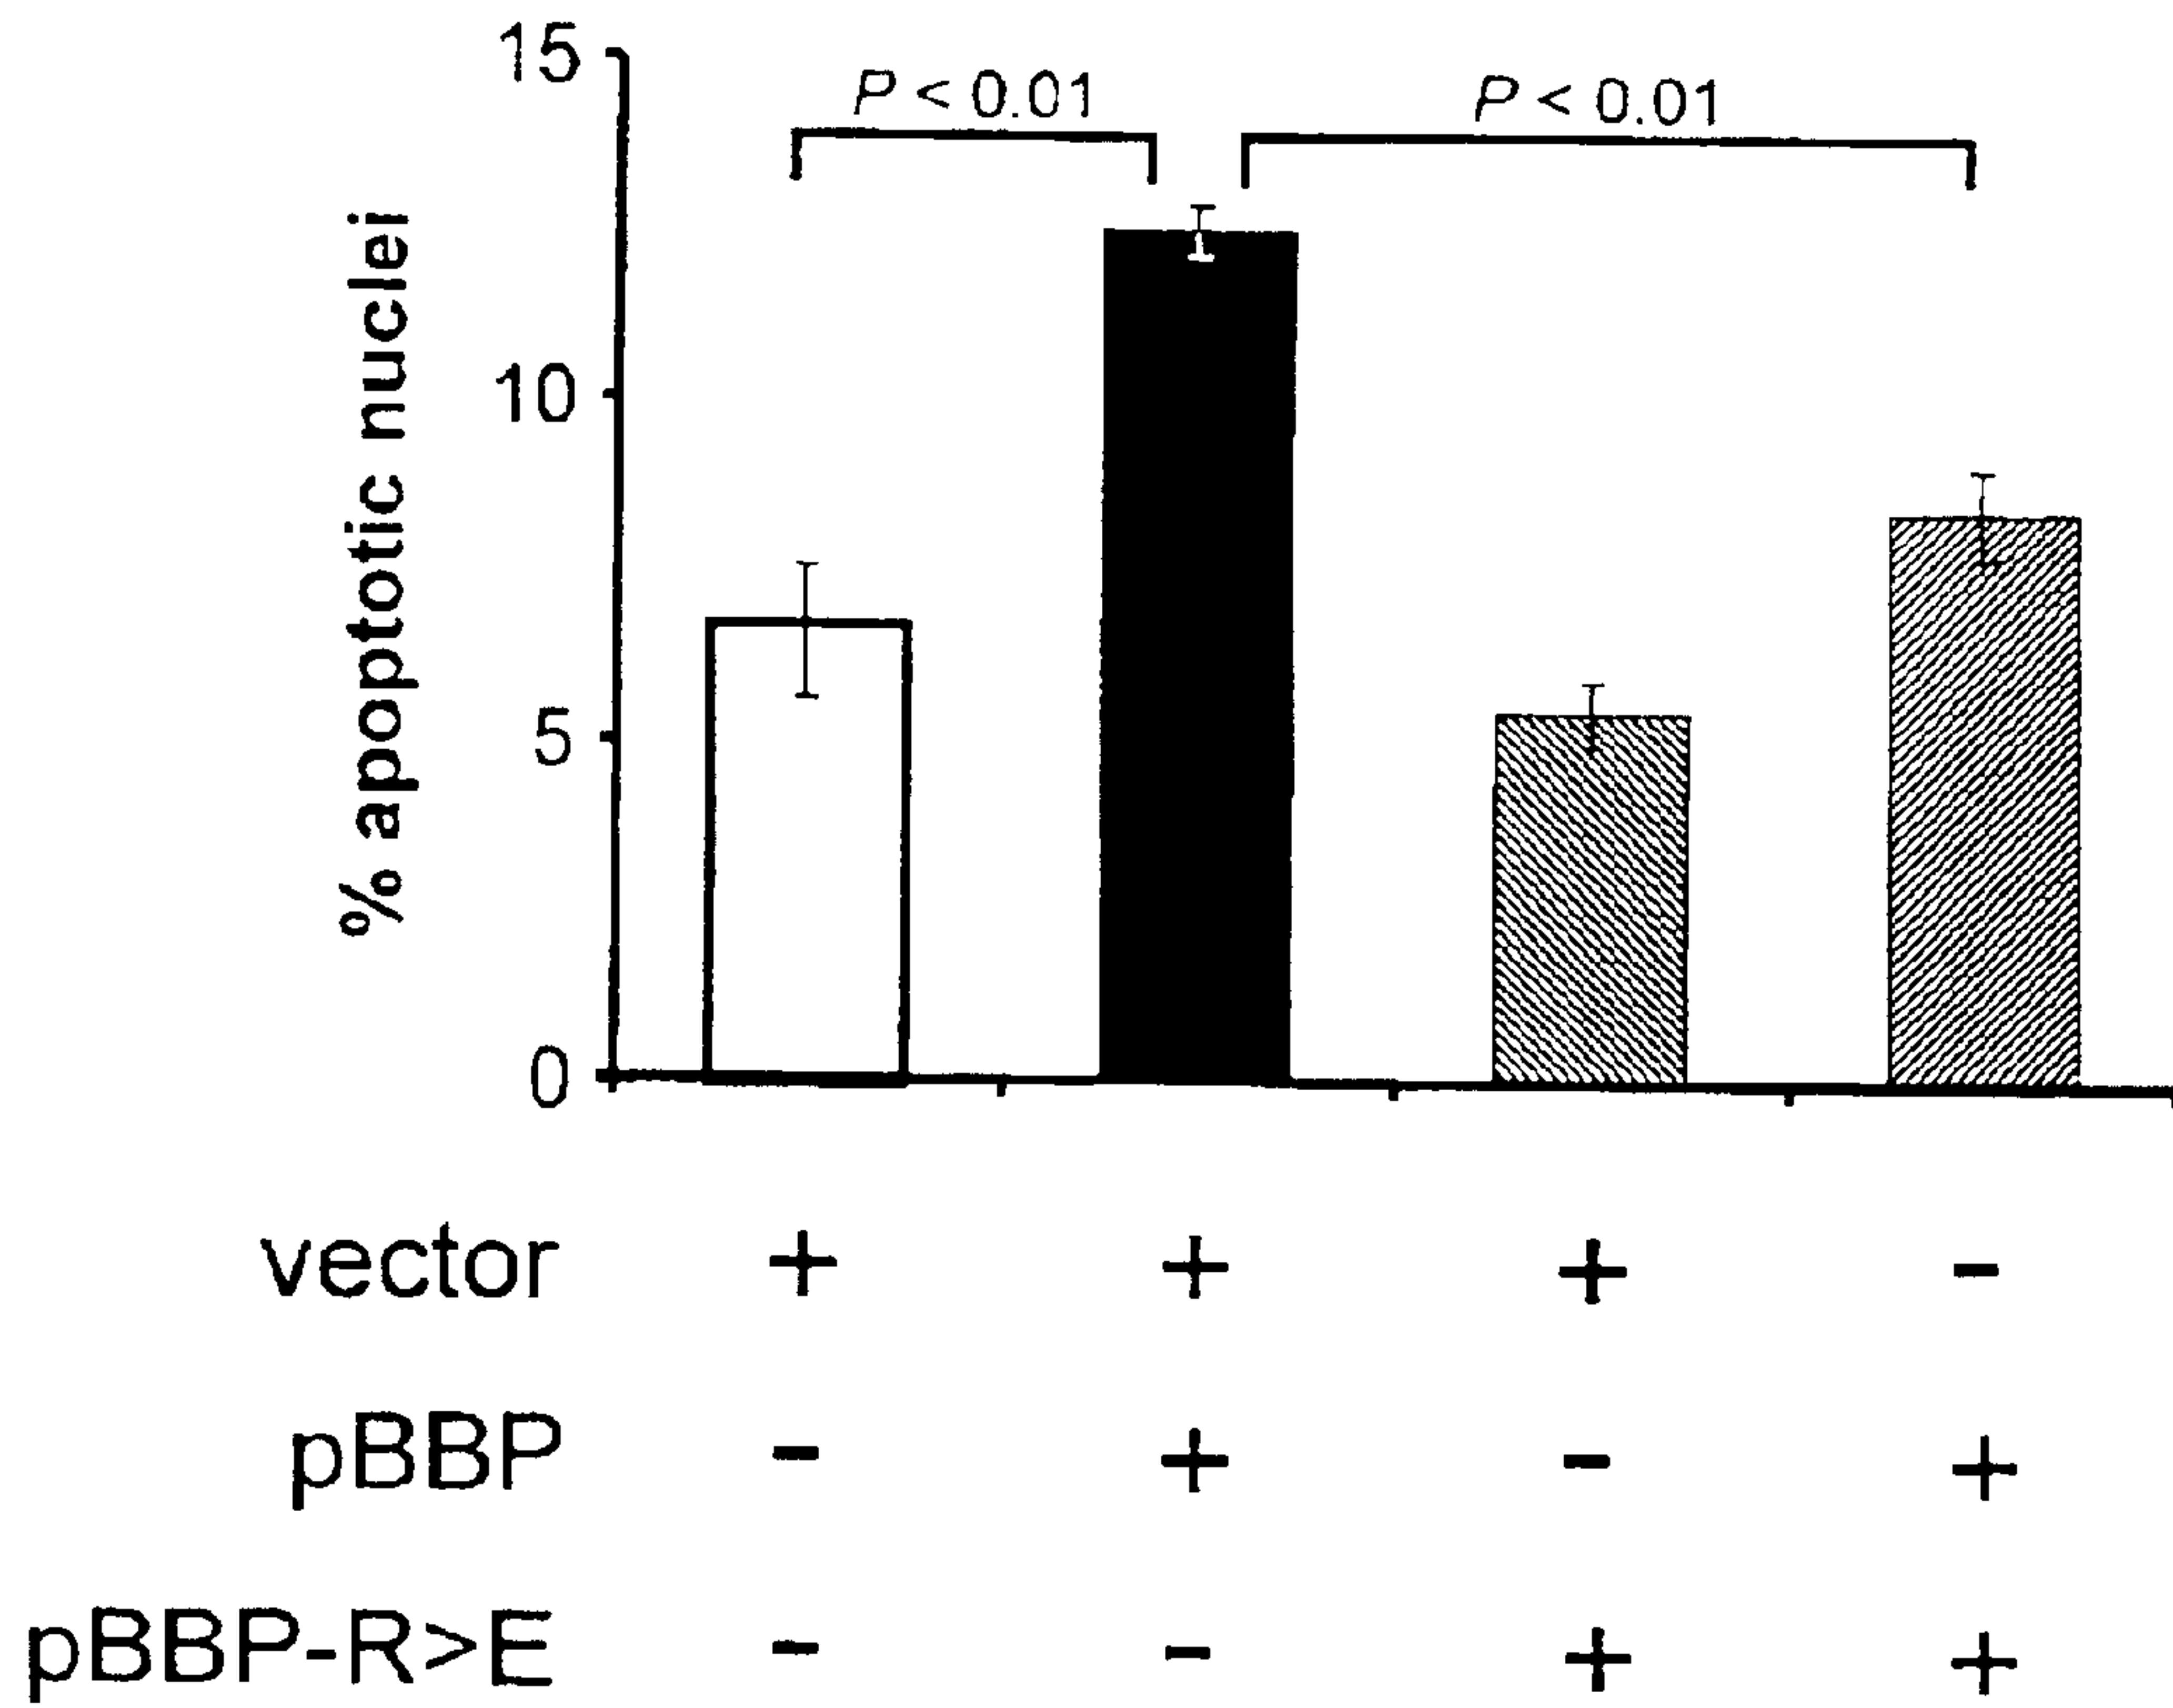 15
P < 0.01
P < 0.01
10
5
0
% apoptotic nuclei
vector + + + -
pBBP - + - +
pBBP-R>E - - + +